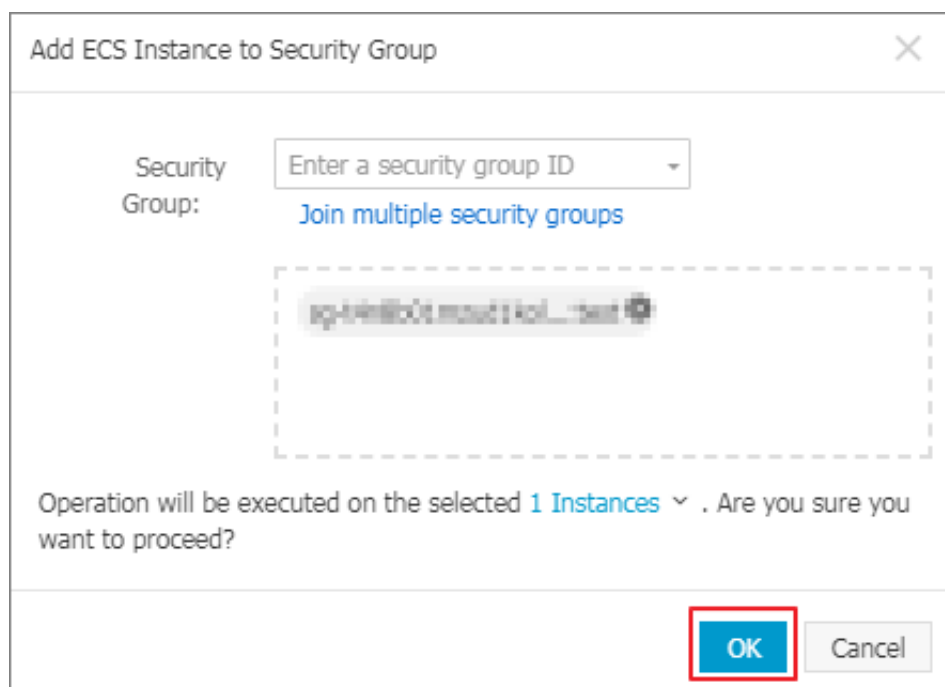 Add ECS Instance to Security Group
Security
Group:
Enter a security group ID
Join multiple security groups
Operation will be executed on the selected 1 Instances . Are you sure you
want to proceed?
OK
Cancel